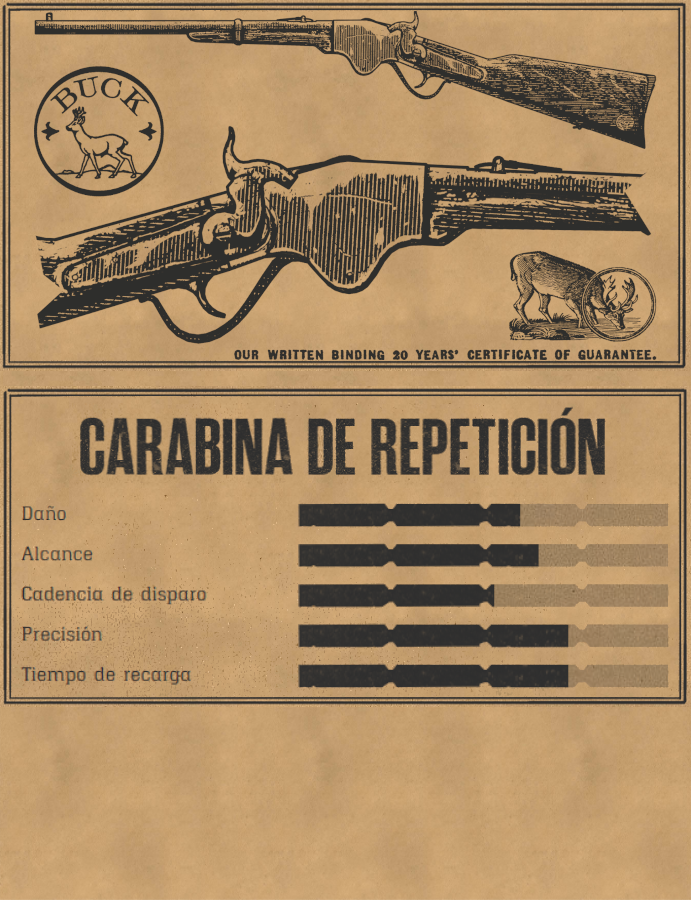 BUCK
OUR WRITTEN BINDING 20 YEARS' CERTIFICATE OF GUARANTEE.
CARABINA DE REPETICIÓN
Daño
Alcance
Cadencia de disparo
Precisión
Tiempo de recarga